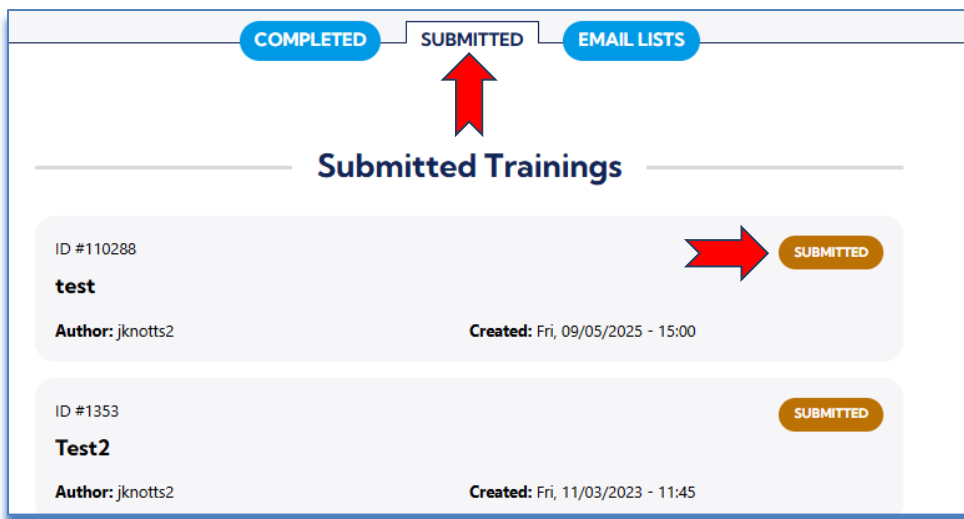 COMPLETED SUBMITTED EMAIL LISTS
Submitted Trainings
ID #110288 SUBMITTED
test
Author: jknotts2 Created: Fri, 09/05/2025 - 15:00
ID #1353 SUBMITTED
Test2
Author: jknotts2 Created: Fri, 11/03/2023 - 11:45